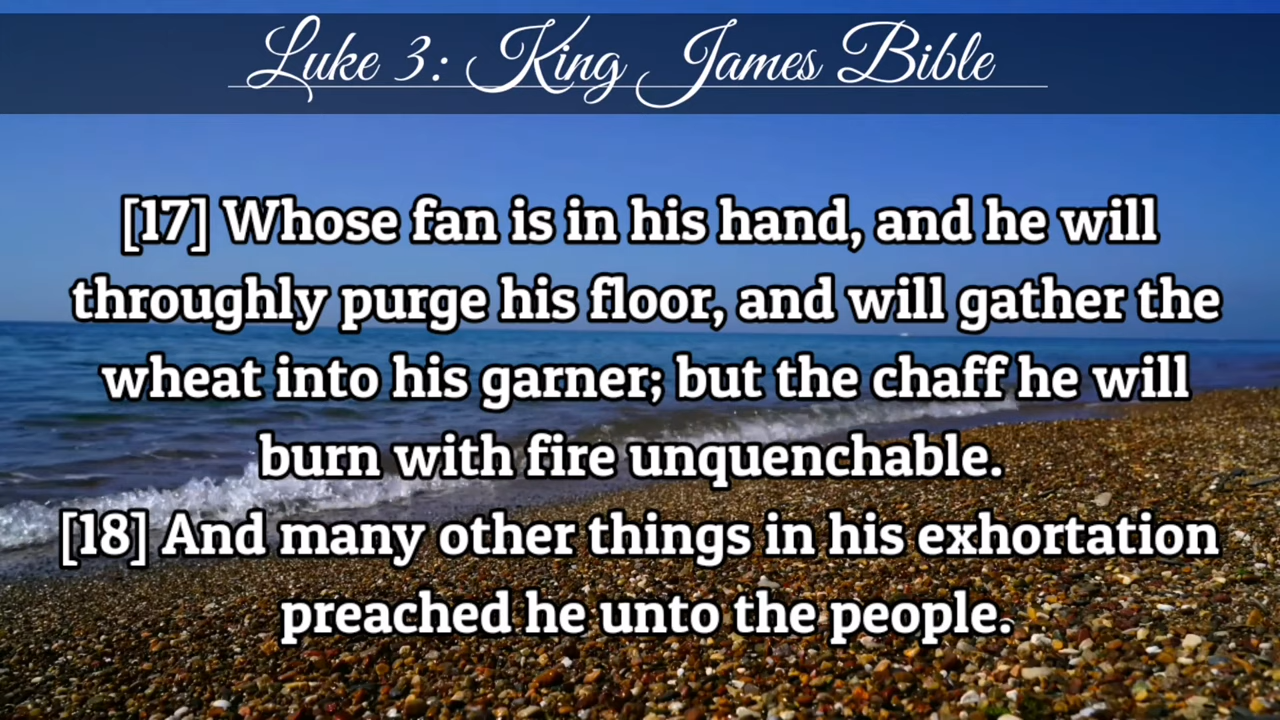 Luke 3: King James Bible
[17] Whose fan is in his hand, and he will
throughly purge his floor, and will gather the
wheat into his garner; but the chaff he will
burn with fire unquenchable.
[18] And many other things in his exhortation
preached he unto the people.